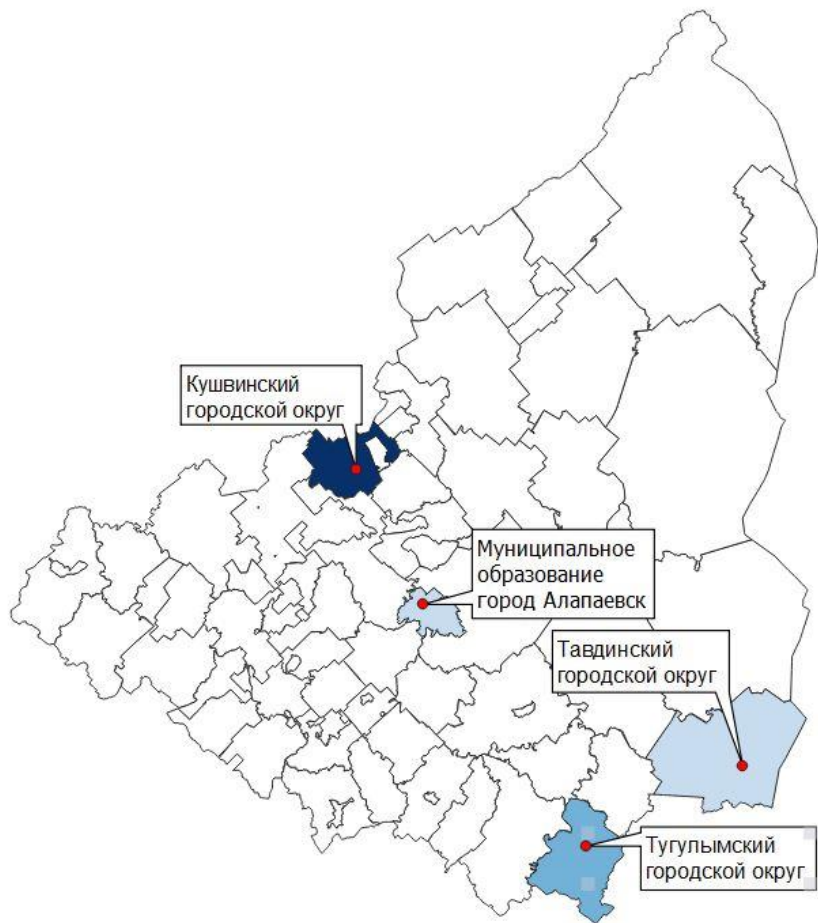 Кушвинский
городской округ
Муниципальное
образование
город Алапаевск
Тавдинский
городской округ
Тугулымский
городской округ